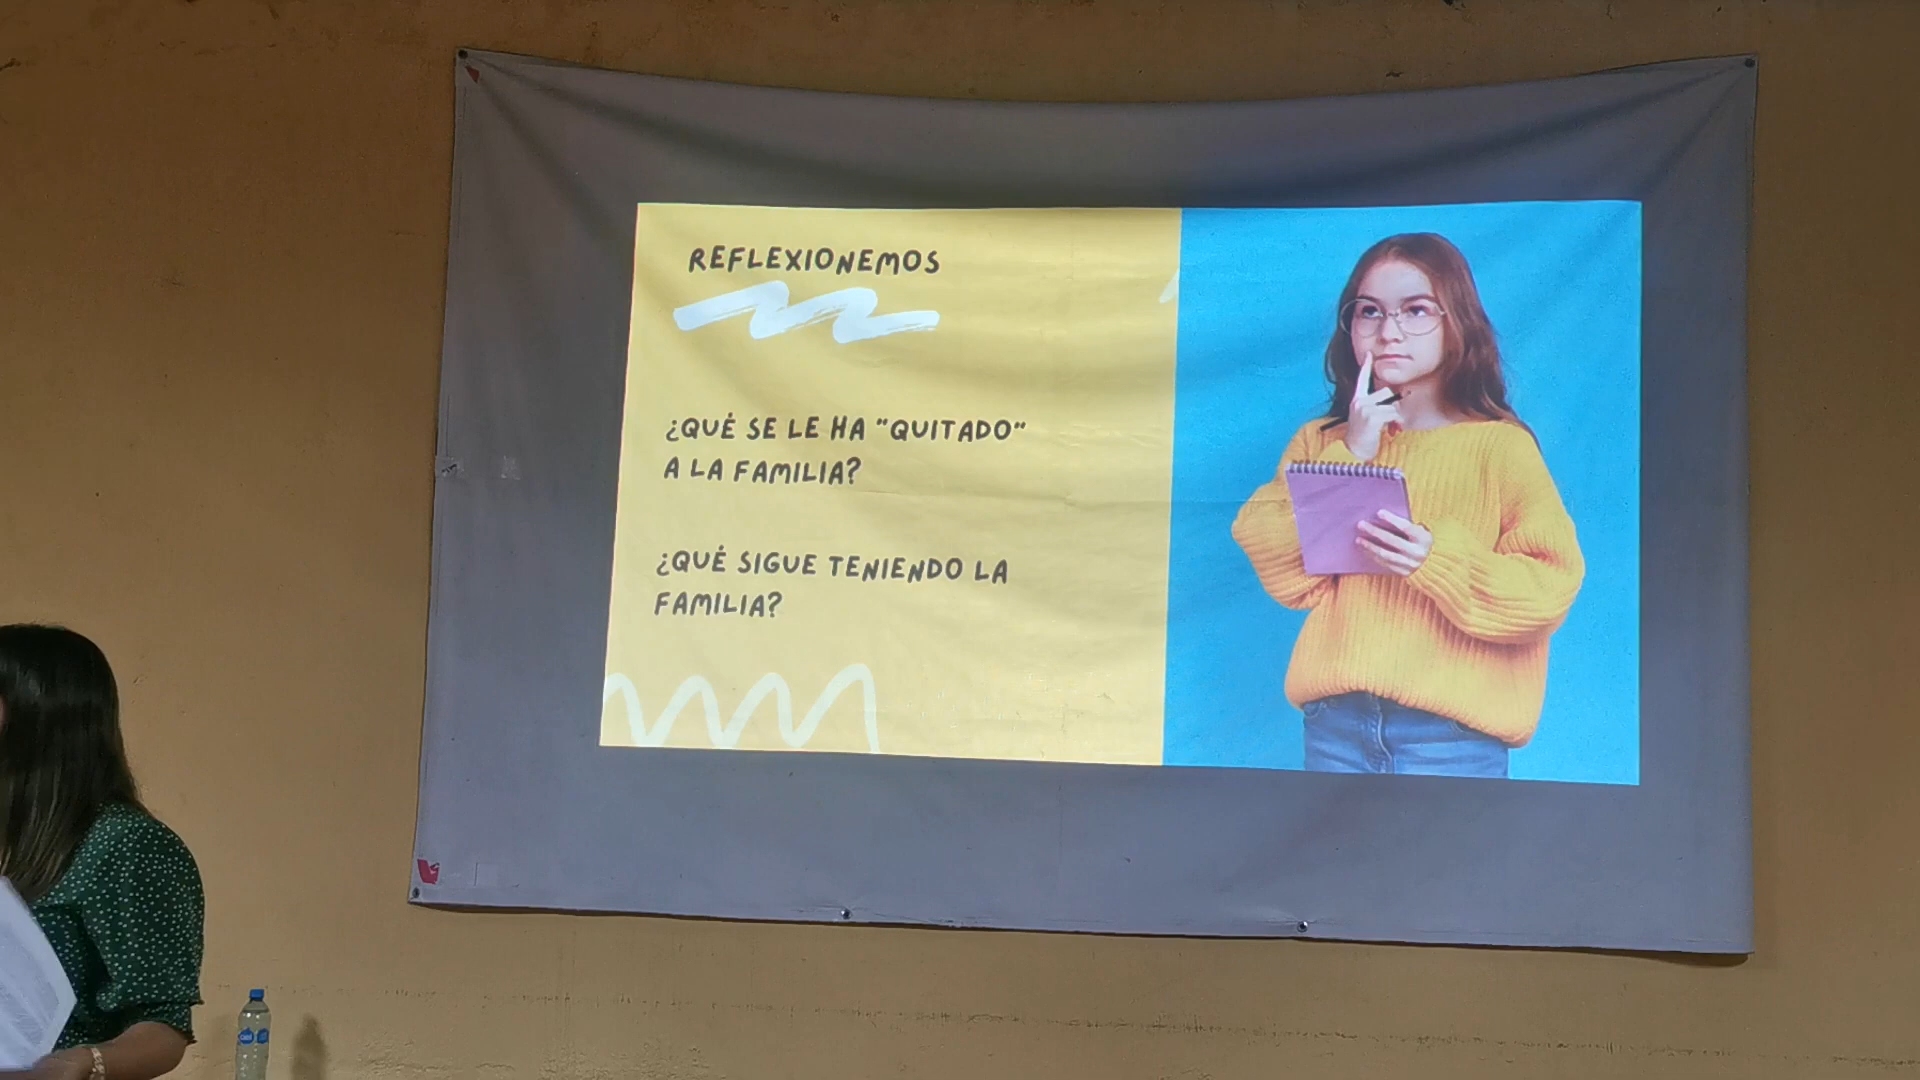 REFLEXIONEMOS
¿QUÉ SE LE HA "QUITADO"
A LA FAMILIA?
¿QUÉ SIGUE TENIENDO LA
FAMILIA?